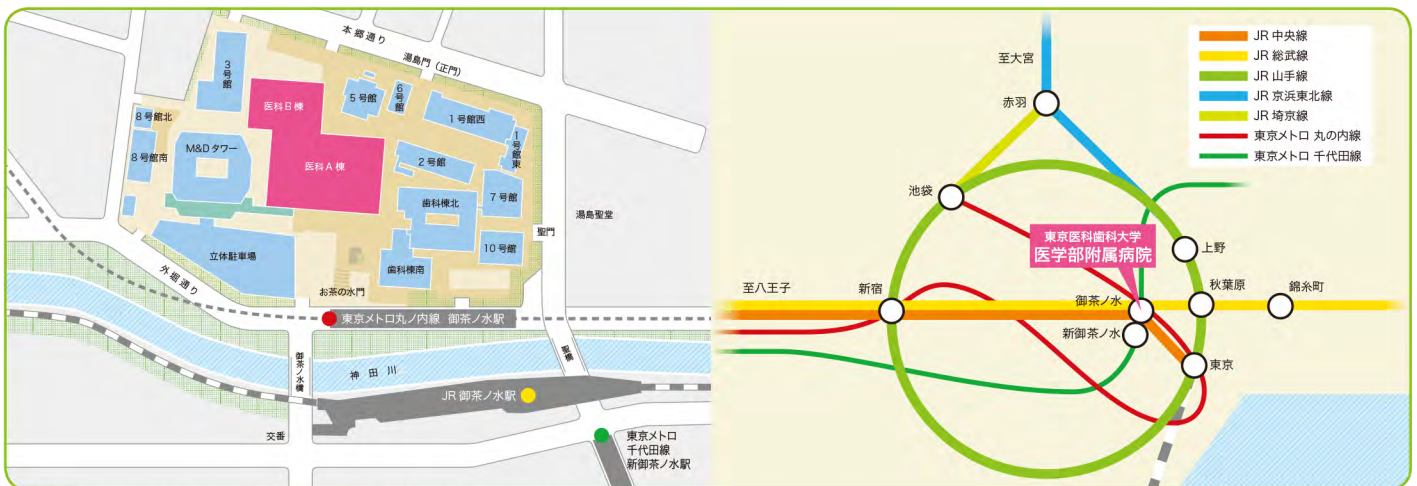 本郷通り
湯島門（正門）
3号館
医科B棟
5号館
6号館
1号館西
1号館東
8号館北
8号館南
M&Dタワー
医科A棟
2号館
7号館
歯科棟北
湯島聖堂
聖門
10号館
立体駐車場
歯科棟南
外堀通り
お茶の水門
東京メトロ丸ノ内線 御茶ノ水駅
御茶ノ水橋
神田川
聖橋
JR御茶ノ水駅
交番
東京メトロ
千代田線
新御茶ノ水駅
至大宮
赤羽
池袋
東京医科歯科大学
医学部附属病院
上野
至八王子
新宿
御茶ノ水
秋葉原
錦糸町
新御茶ノ水
東京
JR 中央線
JR 総武線
JR 山手線
JR 京浜東北線
JR 埼京線
東京メトロ 丸の内線
東京メトロ 千代田線